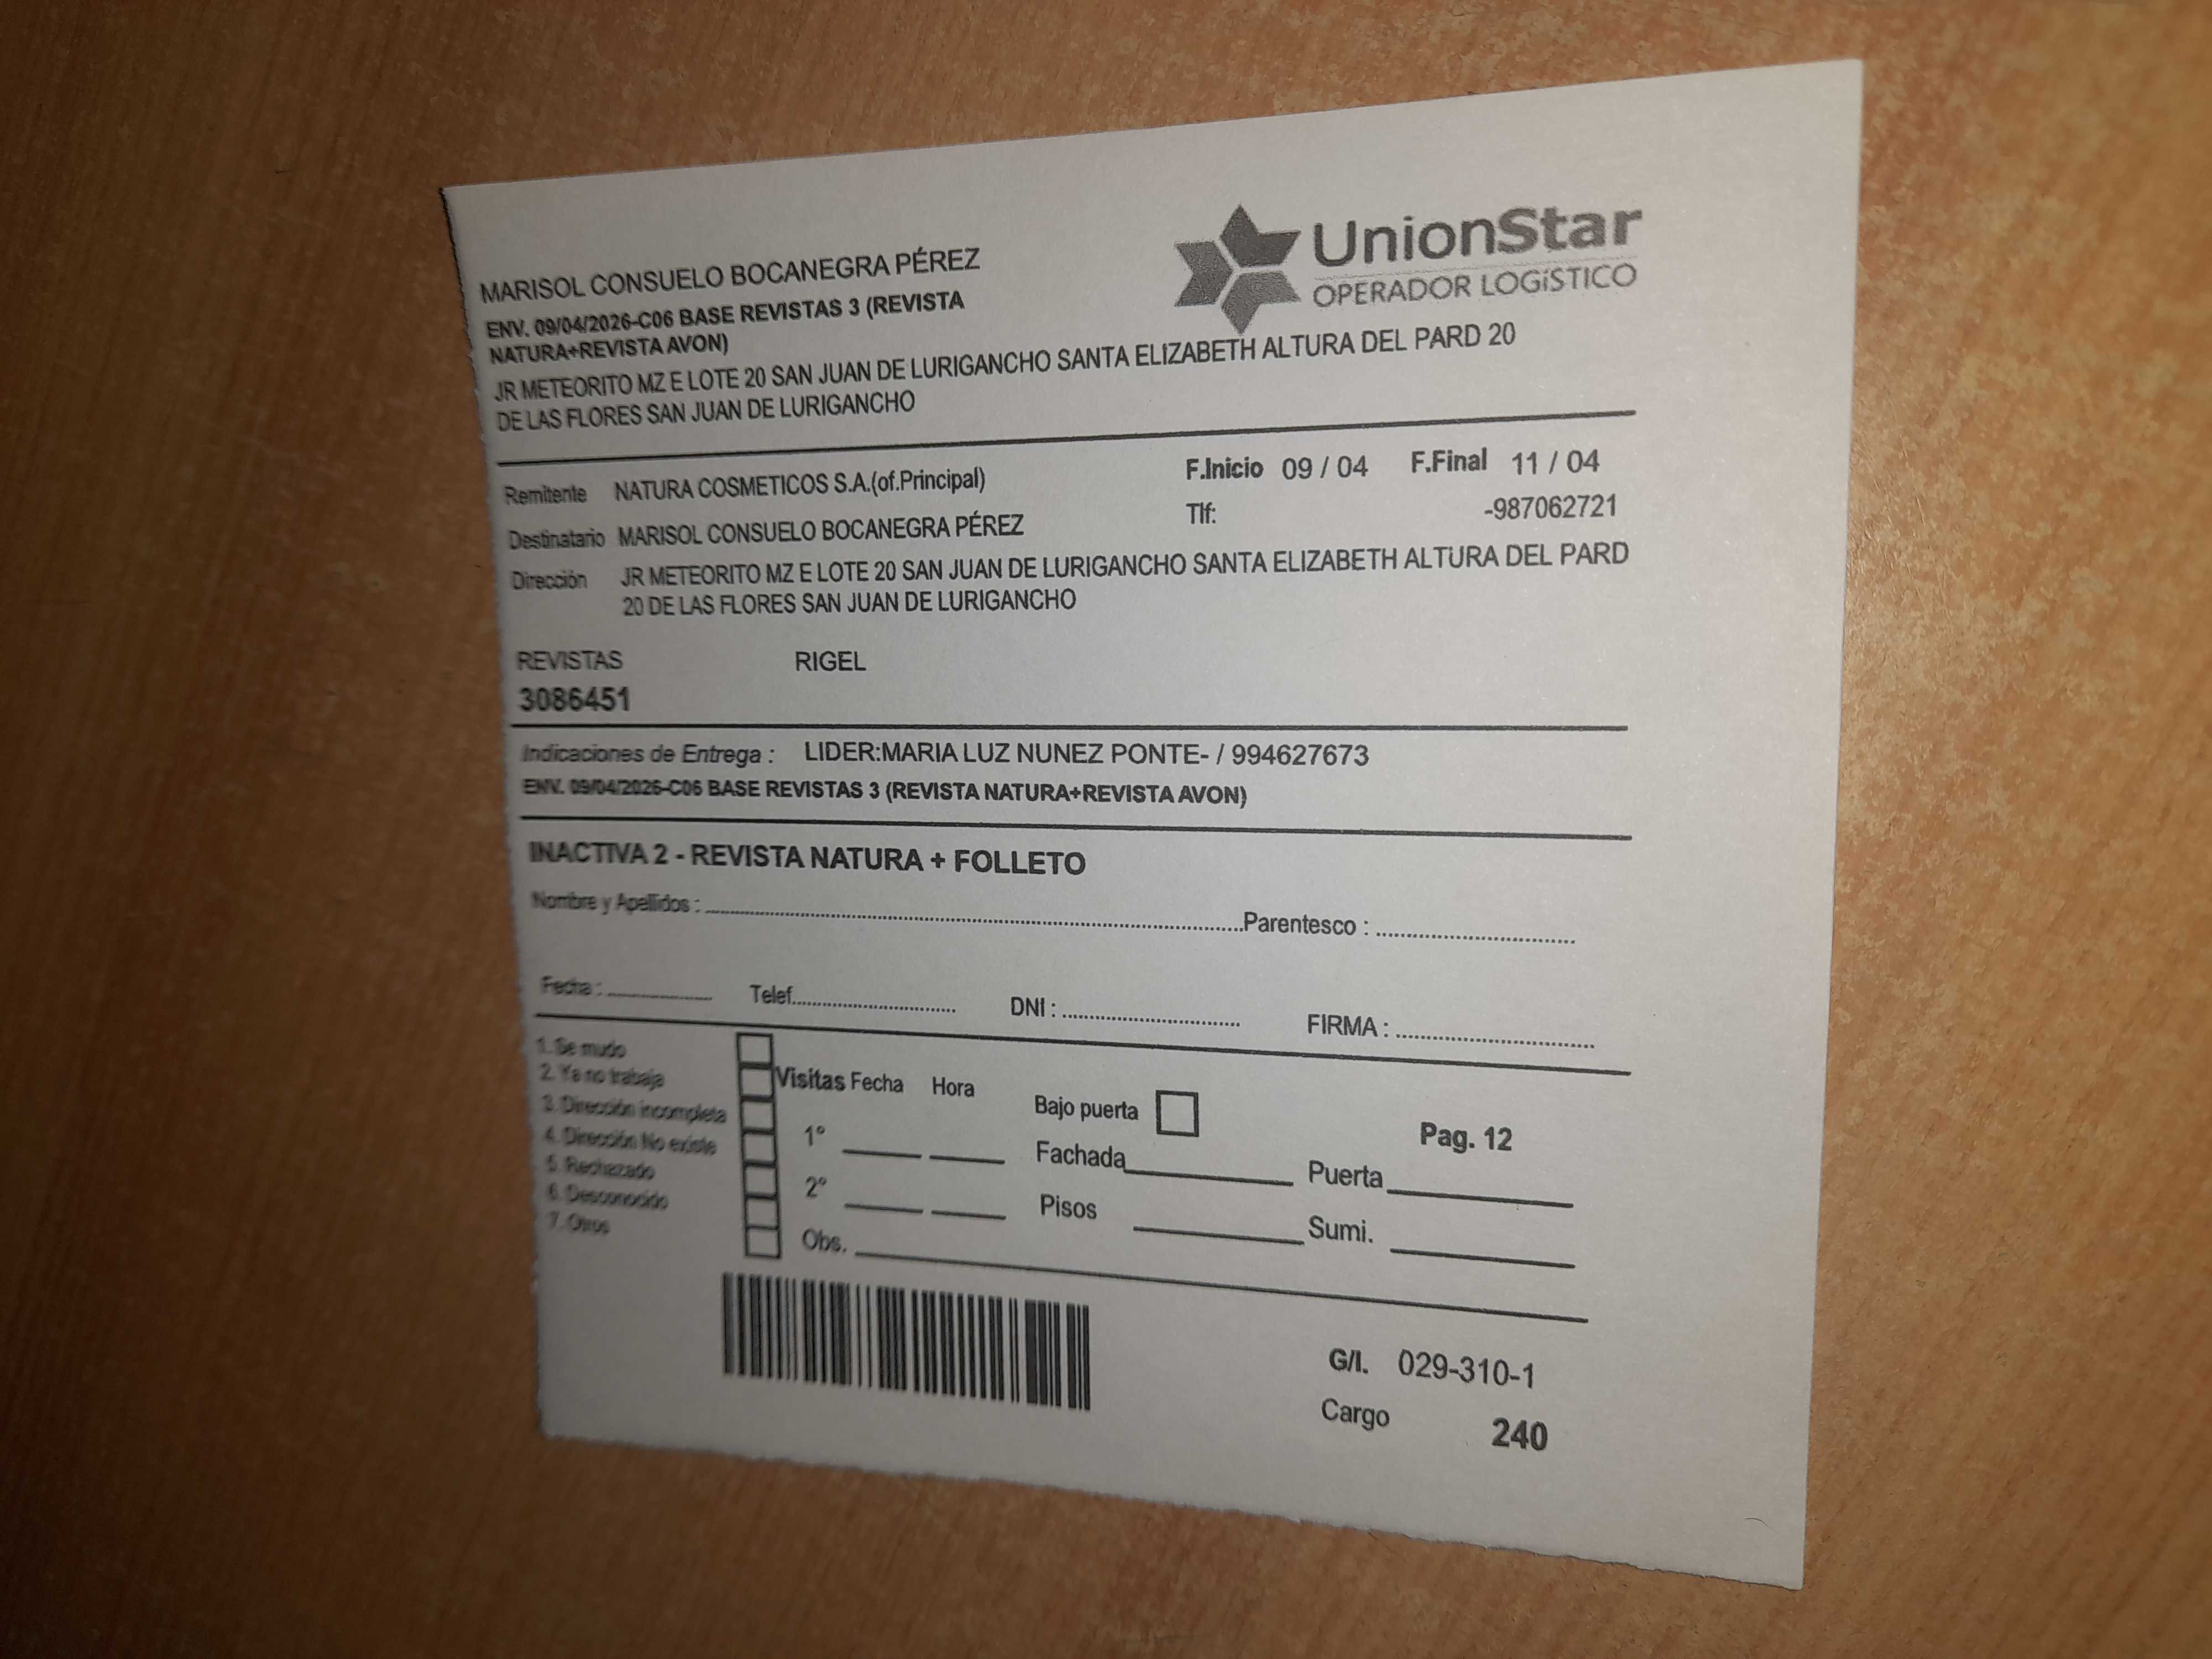 MARISOL CONSUELO BOCANEGRA PÉREZ
UnionStar
OPERADOR LOGíSTICO
ENV. 09/04/2026-C06 BASE REVISTAS 3 (REVISTA
NATURA+REVISTA AVON)
JR METEORITO MZ E LOTE 20 SAN JUAN DE LURIGANCHO SANTA ELIZABETH ALTURA DEL PARD 20
DE LAS FLORES SAN JUAN DE LURIGANCHO
Remitente NATURA COSMETICOS S.A.(of.Principal) F.Inicio 09 / 04 F.Final 11 / 04
Destinatario MARISOL CONSUELO BOCANEGRA PÉREZ Tlf: -987062721
Dirección JR METEORITO MZ E LOTE 20 SAN JUAN DE LURIGANCHO SANTA ELIZABETH ALTURA DEL PARD
20 DE LAS FLORES SAN JUAN DE LURIGANCHO
REVISTAS RIGEL
3086451
Indicaciones de Entrega : LIDER:MARIA LUZ NUNEZ PONTE- / 994627673
ENV. 09/04/2026-C06 BASE REVISTAS 3 (REVISTA NATURA+REVISTA AVON)
INACTIVA 2 - REVISTA NATURA + FOLLETO
Nombre y Apellidos : Parentesco :
Fecha : Telef. DNI : FIRMA :
1. Se mudo
2. Ya no trabaja
3. Dirección incompleta
4. Dirección No existe
5. Rechazado
6. Desconocido
7. Otros
Visitas Fecha Hora
1º
2º
Obs.
Bajo puerta
Fachada Puerta
Pisos Sumi.
Pag. 12
G/I. 029-310-1
Cargo 240